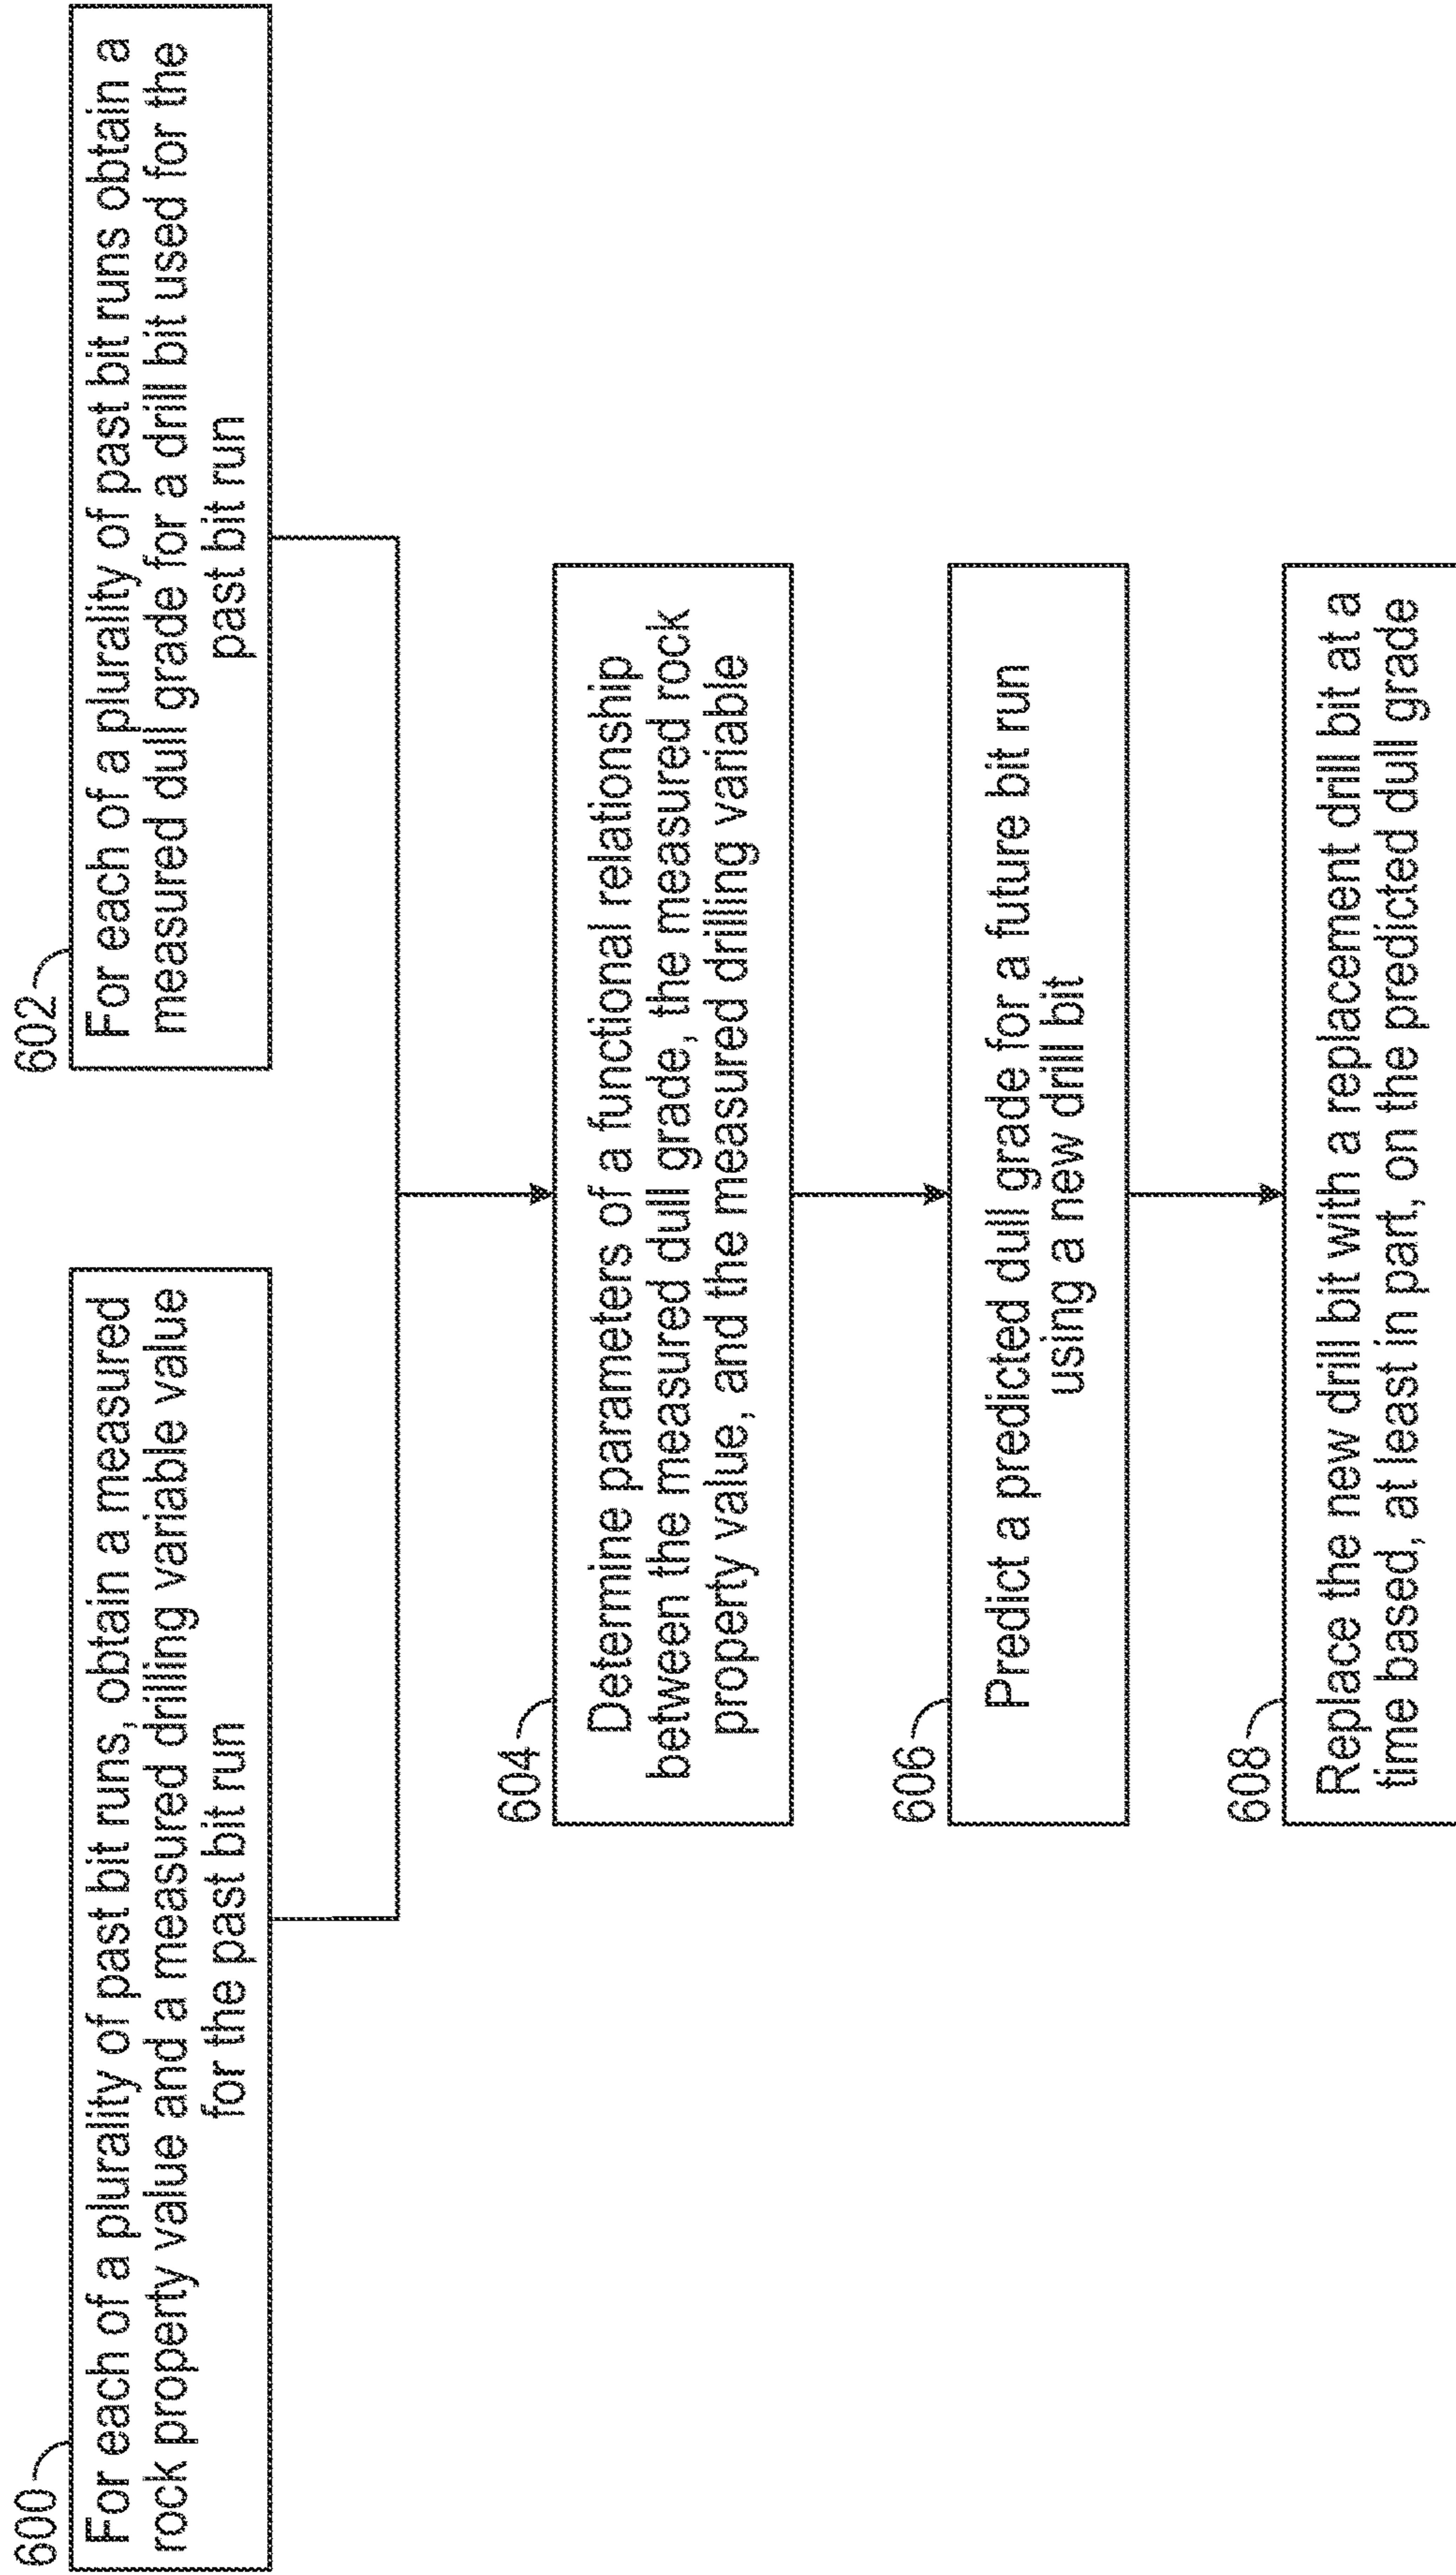 600
For each of a plurality of past bit runs, obtain a measured
rock property value and a measured drilling variable value
for the past bit run
602
For each of a plurality of past bit runs obtain a
measured dull grade for a drill bit used for the
past bit run
604
Determine parameters of a functional relationship
between the measured dull grade, the measured rock
property value, and the measured drilling variable
606
Predict a predicted dull grade for a future bit run
using a new drill bit
608
Replace the new drill bit with a replacement drill bit at a
time based, at least in part, on the predicted dull grade